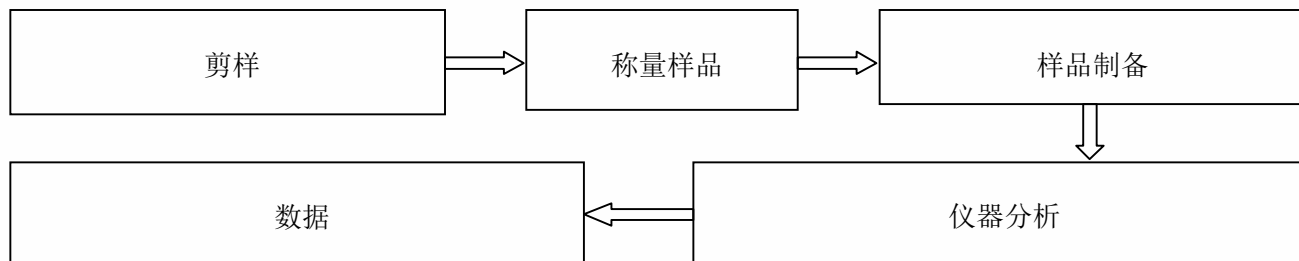 剪样
称量样品
样品制备
仪器分析
数据